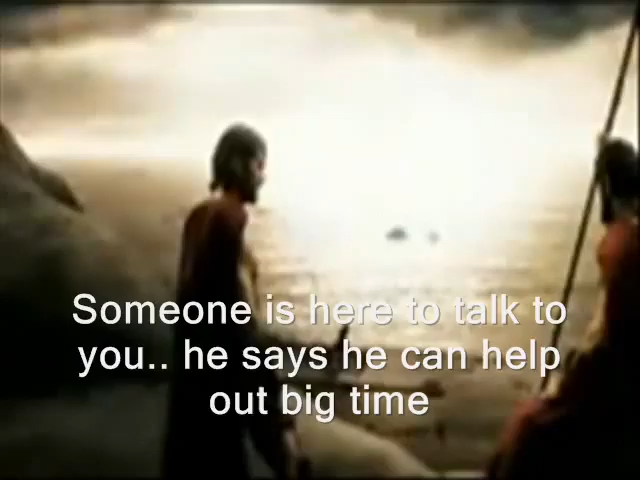 Someone is here to talk to
you.. he says he can help
out big time